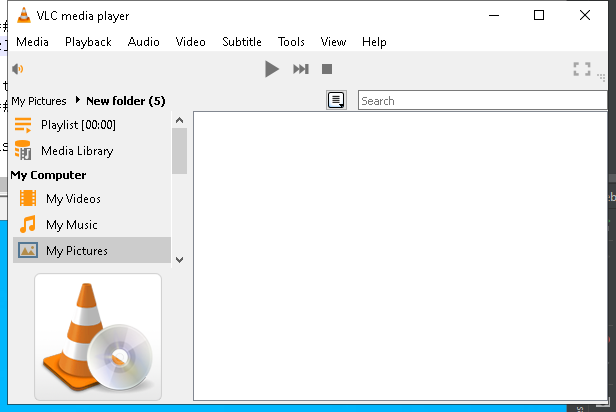 VLC media player
Media Playback Audio Video Subtitle Tools View Help
My Pictures New folder (5)
Search
Playlist [00:00]
Media Library
My Computer
My Videos
My Music
My Pictures